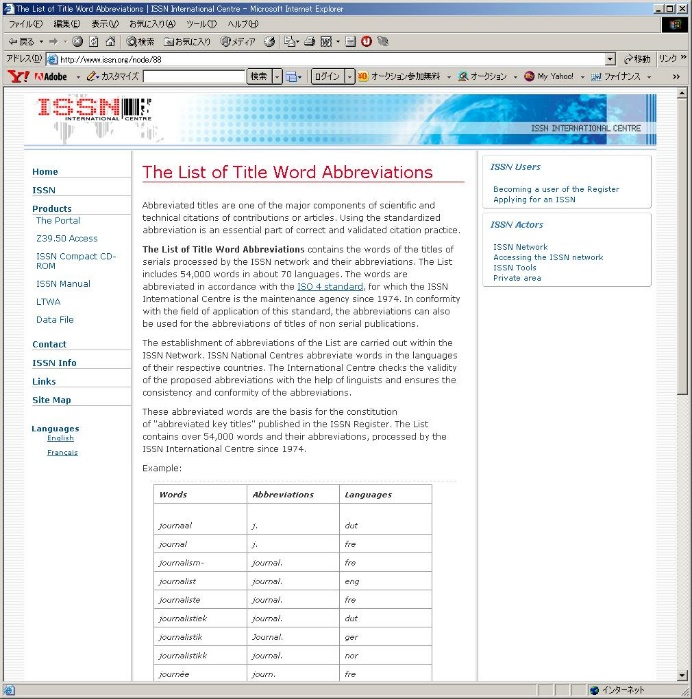 The List of Title Word Abbreviations | ISSN International Centre - Microsoft Internet Explorer
ファイル(F) 編集(E) 表示(V) お気に入り(A) ツール(T) ヘルプ(H)
戻る 検索 お気に入り メディア
アドレス(D) http://www.issn.org/node/88 移動 リンク »
Y! Adobe カスタマイズ 検索 ログイン オークション参加無料 オークション My Yahoo! ファイナンス »
ISSN
INTERNATIONAL CENTRE
ISSN INTERNATIONAL CENTRE
Home
ISSN
Products
The Portal
Z39.50 Access
ISSN Compact CD-
ROM
ISSN Manual
LTWA
Data File
Contact
ISSN Info
Links
Site Map
Languages
English
Francais
The List of Title Word Abbreviations
Abbreviated titles are one of the major components of scientific and
technical citations of contributions or articles. Using the standardized
abbreviation is an essential part of correct and validated citation practice.
The List of Title Word Abbreviations contains the words of the titles of
serials processed by the ISSN network and their abbreviations. The List
includes 54,000 words in about 70 languages. The words are
abbreviated in accordance with the ISO 4 standard, for which the ISSN
International Centre is the maintenance agency since 1974. In conformity
with the field of application of this standard, the abbreviations can also
be used for the abbreviations of titles of non serial publications.
The establishment of abbreviations of the List are carried out within the
ISSN Network. ISSN National Centres abbreviate words in the languages
of their respective countries. The International Centre checks the validity
of the proposed abbreviations with the help of linguists and ensures the
consistency and conformity of the abbreviations.
These abbreviated words are the basis for the constitution
of "abbreviated key titles" published in the ISSN Register. The List
contains over 54,000 words and their abbreviations, processed by the
ISSN International Centre since 1974.
Example:
Words Abbreviations Languages
journaal j. dut
journal j. fre
journalism- journal. fre
journalist journal. eng
journaliste journal. fre
journalistiek journal. dut
journalistik Journal. ger
journalistikk journal. nor
journée journ. fre
ISSN Users
Becoming a user of the Register
Applying for an ISSN
ISSN Actors
ISSN Network
Accessing the ISSN network
ISSN Tools
Private area
インターネット